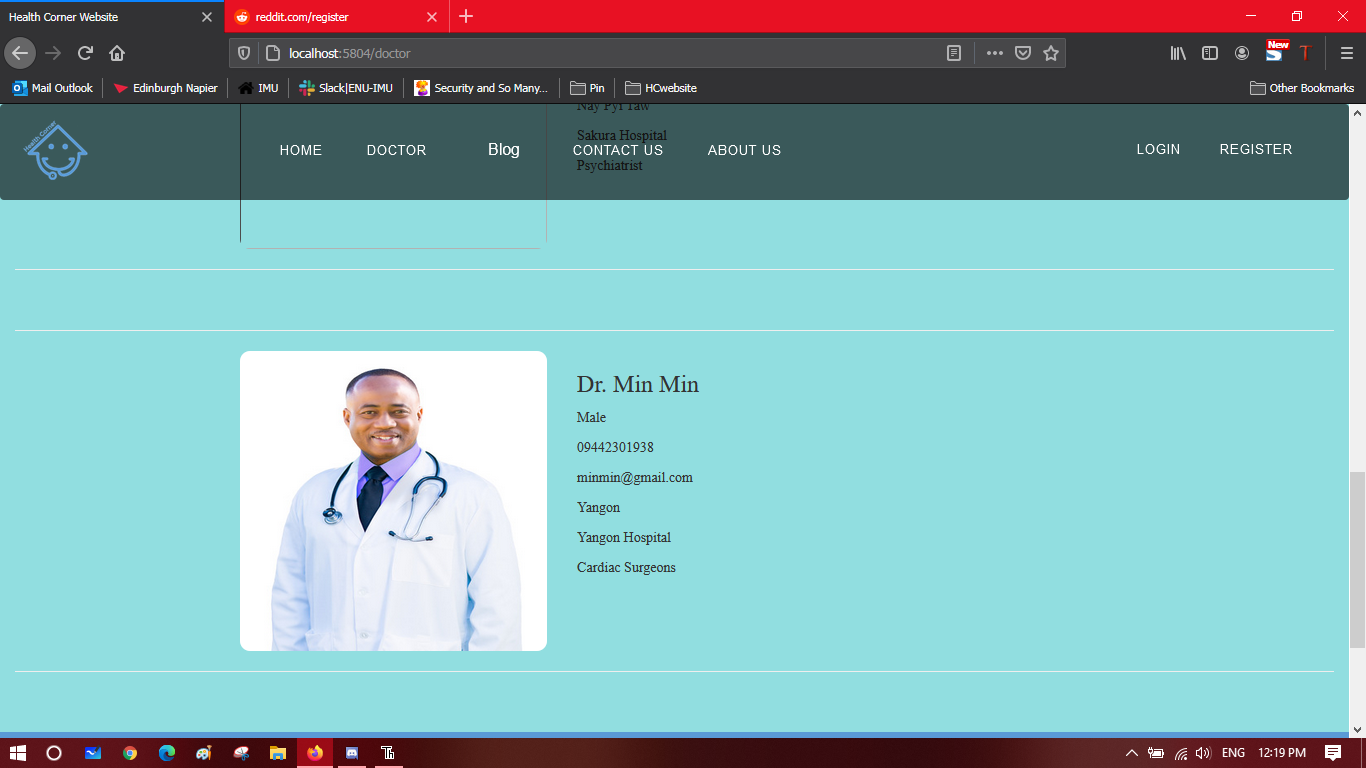 Health Corner Website
reddit.com/register
localhost:5804/doctor
New
Mail Outlook
Edinburgh Napier
IMU
Slack|ENU-IMU
Security and So Many...
Pin
HCwebsite
Other Bookmarks
Nay Pyi Taw
Health Corner
HOME
DOCTOR
Blog
CONTACT US
ABOUT US
LOGIN
REGISTER
Sakura Hospital
Psychiatrist
Dr. Min Min
Male
09442301938
minmin@gmail.com
Yangon
Yangon Hospital
Cardiac Surgeons
ENG
12:19 PM